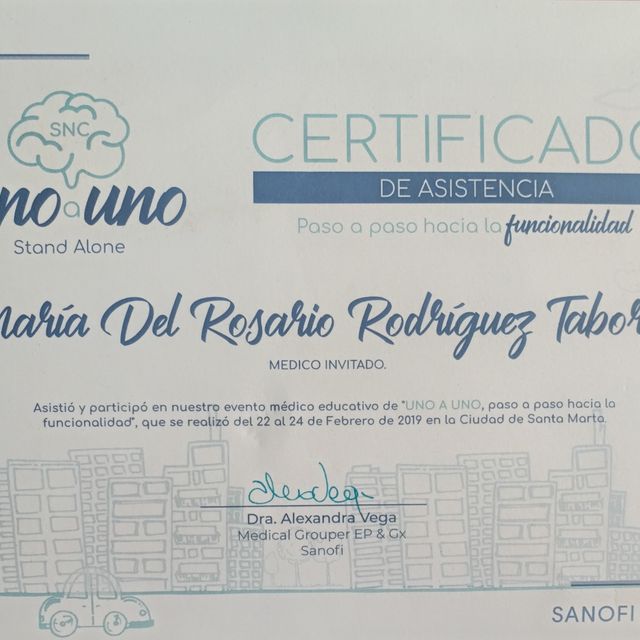 SNC
no a uno
Stand Alone
CERTIFICADO
DE ASISTENCIA
Paso a paso hacia la funcionalidad
María Del Rosario Rodríguez Tabor
MEDICO INVITADO.
Asistió y participó en nuestro evento médico educativo de "UNO A UNO, paso a paso hacia la
funcionalidad", que se realizó del 22 al 24 de Febrero de 2019 en la Ciudad de Santa Marta.
Dra. Alexandra Vega
Medical Grouper EP & Gx
Sanofi
SANOFI